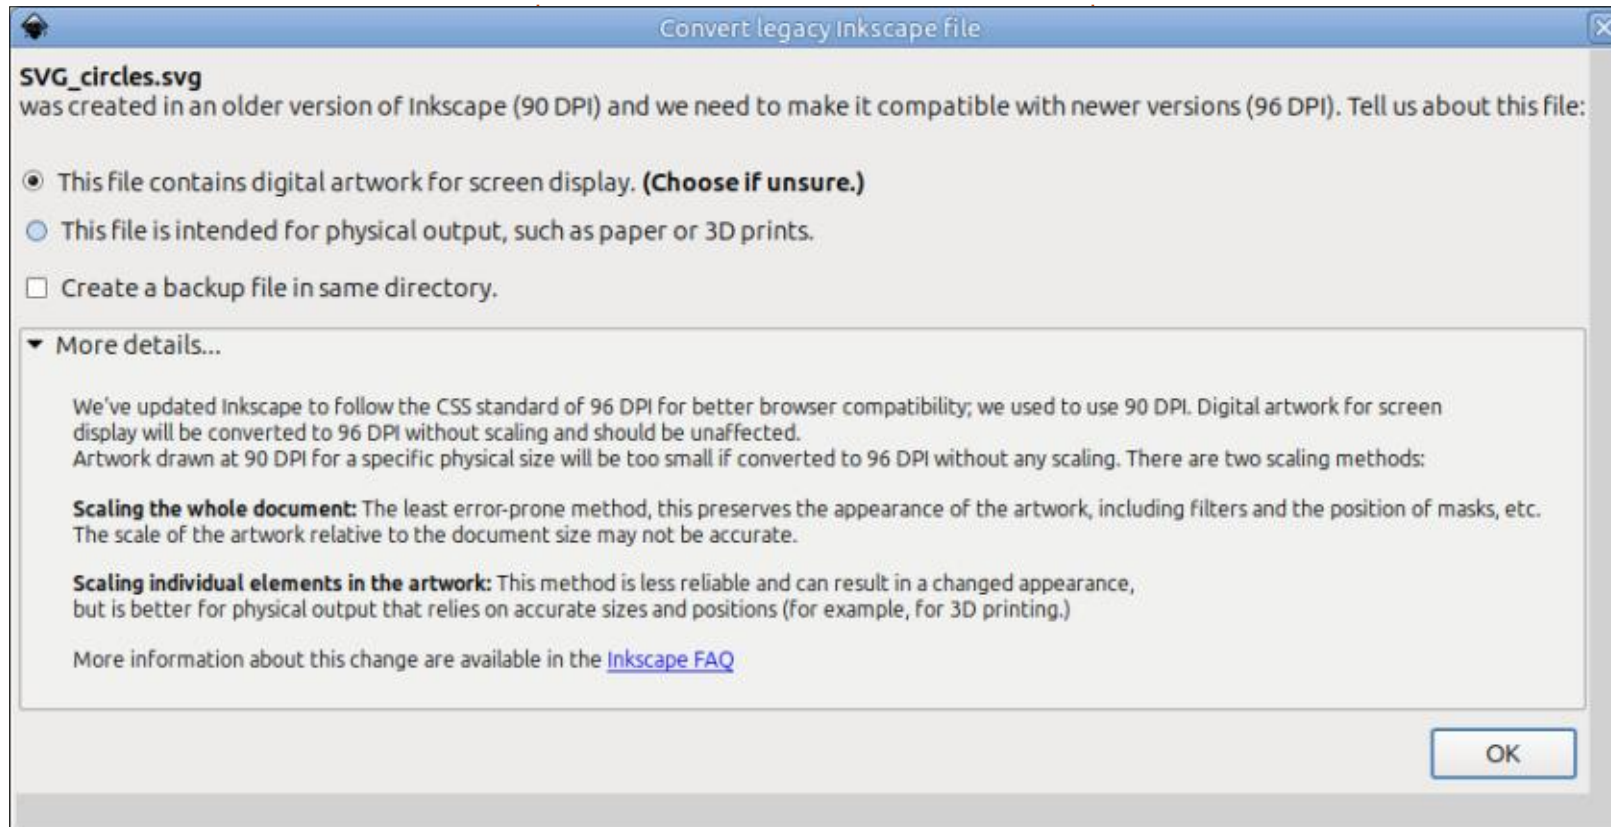 Convert legacy Inkscape file
SVG_circles.svg
was created in an older version of Inkscape (90 DPI) and we need to make it compatible with newer versions (96 DPI). Tell us about this file:
This file contains digital artwork for screen display. (Choose if unsure.)
This file is intended for physical output, such as paper or 3D prints.
Create a backup file in same directory.
More details...
We've updated Inkscape to follow the CSS standard of 96 DPI for better browser compatibility; we used to use 90 DPI. Digital artwork for screen
display will be converted to 96 DPI without scaling and should be unaffected.
Artwork drawn at 90 DPI for a specific physical size will be too small if converted to 96 DPI without any scaling. There are two scaling methods:
Scaling the whole document: The least error-prone method, this preserves the appearance of the artwork, including filters and the position of masks, etc.
The scale of the artwork relative to the document size may not be accurate.
Scaling individual elements in the artwork: This method is less reliable and can result in a changed appearance,
but is better for physical output that relies on accurate sizes and positions (for example, for 3D printing.)
More information about this change are available in the Inkscape FAQ
OK